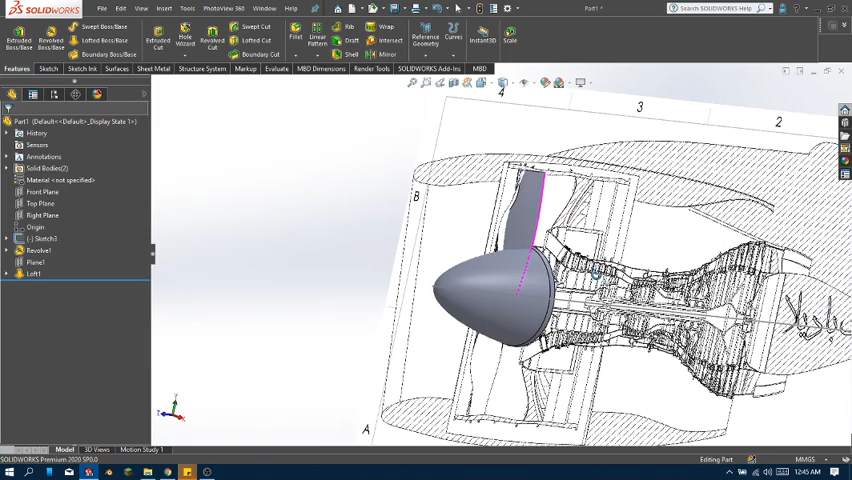 SOLIDWORKS
File Edit View Insert Tools PhotoView 360 Window Help
Part1 *
Search SOLIDWORKS Help
Extruded Boss/Base
Revolved Boss/Base
Swept Boss/Base
Lofted Boss/Base
Boundary Boss/Base
Extruded Cut
Hole Wizard
Revolved Cut
Swept Cut
Lofted Cut
Boundary Cut
Fillet
Linear Pattern
Rib
Draft
Shell
Wrap
Intersect
Mirror
Reference Geometry
Curves
Instant3D
Scale
Features Sketch Sketch Ink Surfaces Sheet Metal Structure System Markup Evaluate MBD Dimensions Render Tools SOLIDWORKS Add-Ins MBD
Part1 (Default<<Default>_Display State 1>)
History
Sensors
Annotations
Solid Bodies(2)
Material <not specified>
Front Plane
Top Plane
Right Plane
Origin
(-) Sketch3
Revolve1
Plane1
Loft1
4
3
2
B
A
Y
Z
X
Model 3D Views Motion Study 1
SOLIDWORKS Premium 2020 SP0.0
Editing Part
MMGS
12:45 AM